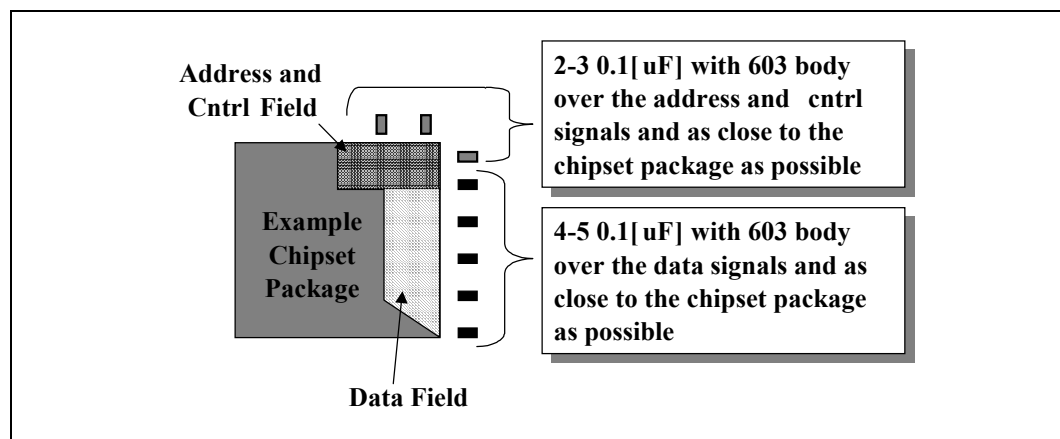 Address and
Cntrl Field
2-3 0.1[ uF] with 603 body
over the address and cntrl
signals and as close to the
chipset package as possible
Example
Chipset
Package
4-5 0.1[ uF] with 603 body
over the data signals and as
close to the chipset package
as possible
Data Field